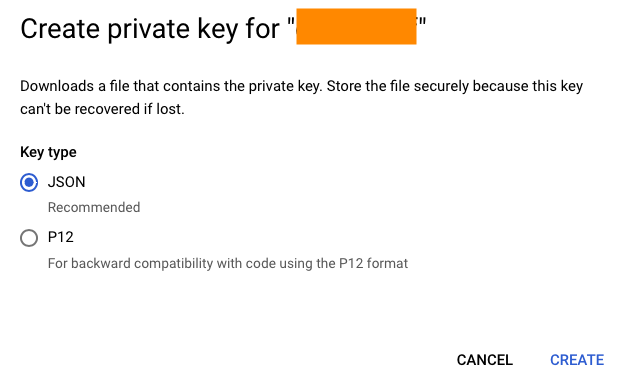 Create private key for " "
Downloads a file that contains the private key. Store the file securely because this key
can't be recovered if lost.
Key type
JSON
Recommended
P12
For backward compatibility with code using the P12 format
CANCEL CREATE